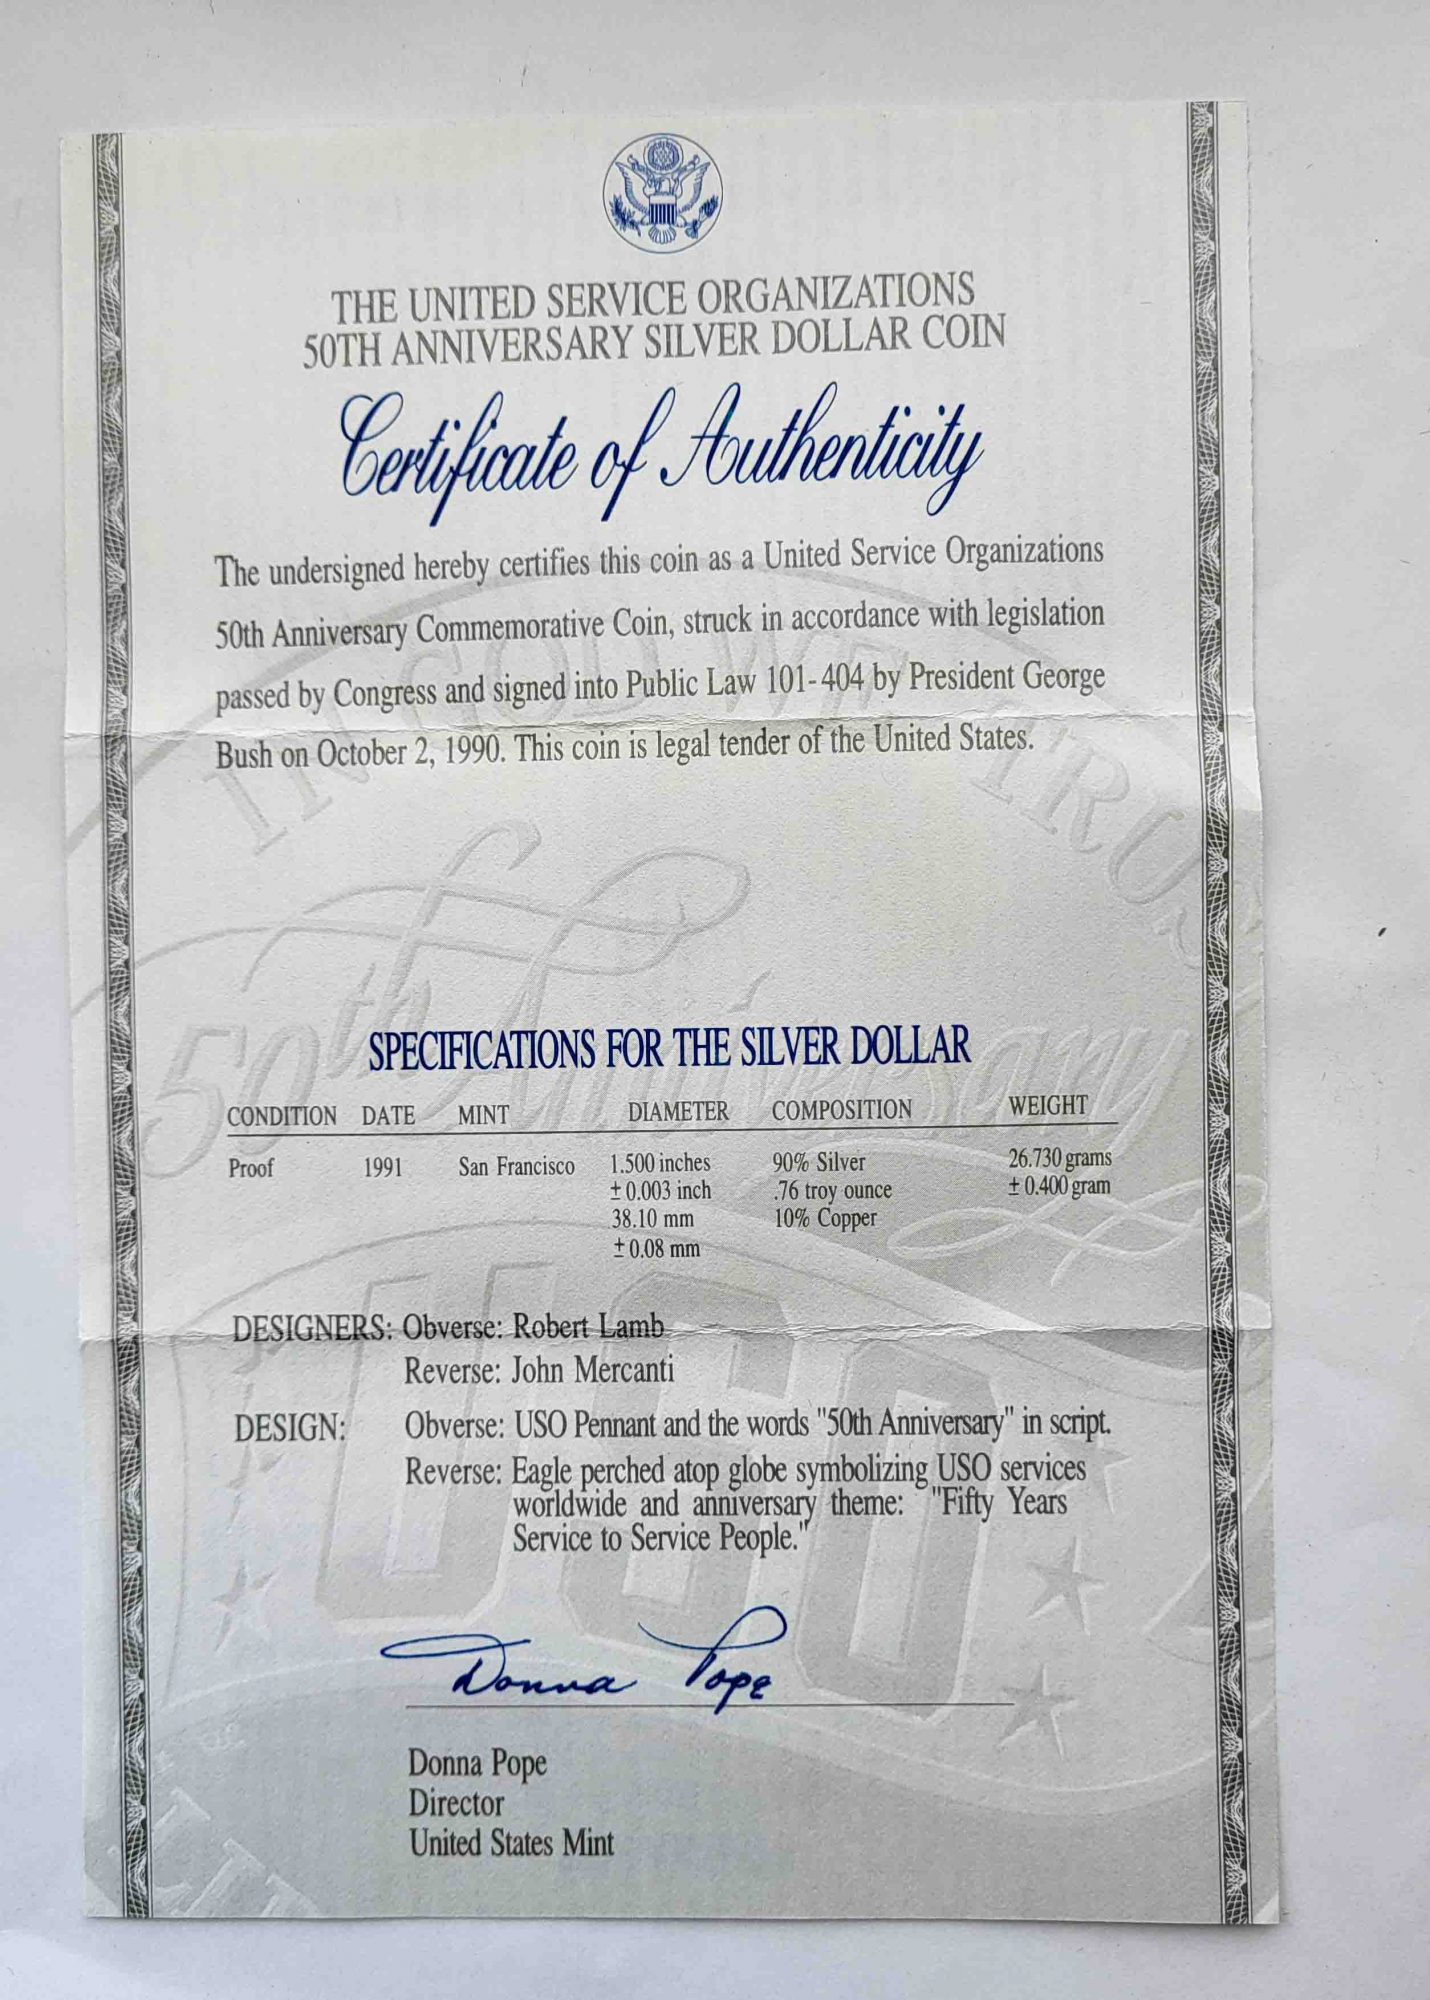 THE UNITED SERVICE ORGANIZATIONS
50TH ANNIVERSARY SILVER DOLLAR COIN
Certificate of Authenticity
The undersigned hereby certifies this coin as a United Service Organizations
50th Anniversary Commemorative Coin, struck in accordance with legislation
passed by Congress and signed into Public Law 101-404 by President George
Bush on October 2, 1990. This coin is legal tender of the United States.
IN GOD WE TRUST
50th Anniversary
SPECIFICATIONS FOR THE SILVER DOLLAR
CONDITION DATE MINT DIAMETER COMPOSITION WEIGHT
Proof 1991 San Francisco 1.500 inches 90% Silver 26.730 grams
± 0.003 inch .76 troy ounce ± 0.400 gram
38.10 mm 10% Copper
± 0.08 mm
USO
DESIGNERS: Obverse: Robert Lamb
Reverse: John Mercanti
DESIGN: Obverse: USO Pennant and the words "50th Anniversary" in script.
Reverse: Eagle perched atop globe symbolizing USO services
worldwide and anniversary theme: "Fifty Years
Service to Service People."
Donna Pope
Donna Pope
Director
United States Mint